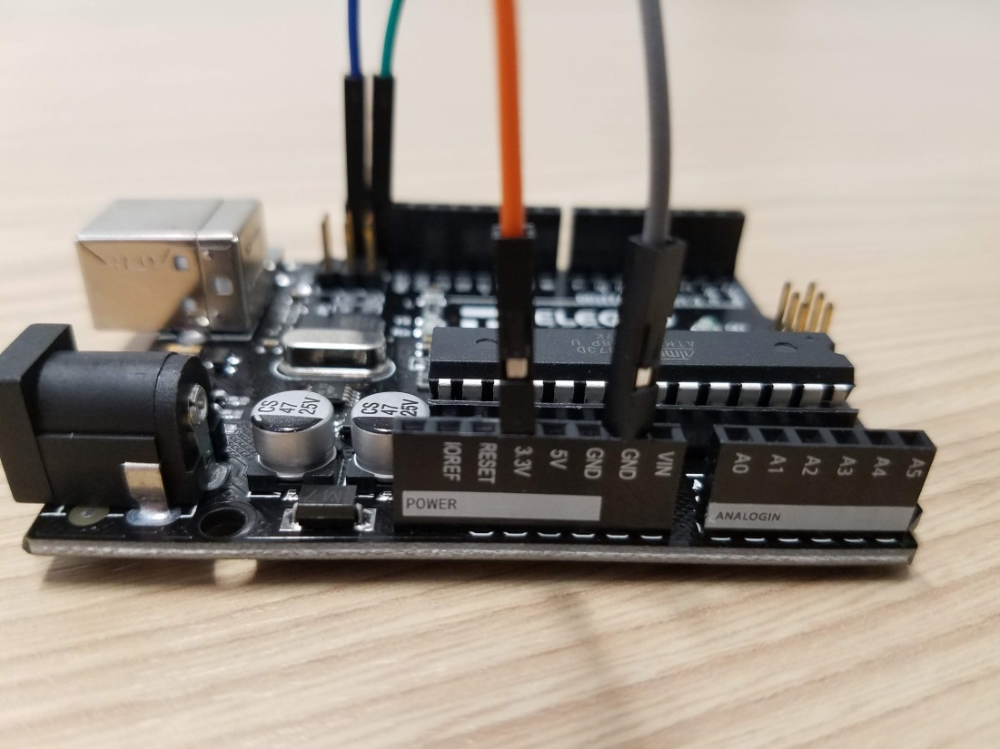 ELEGOO
CS
47
25V
CS
47
25V
IOREF
RESET
3.3V
5V
GND
GND
VIN
POWER
A0
A1
A2
A3
A4
A5
ANALOGIN